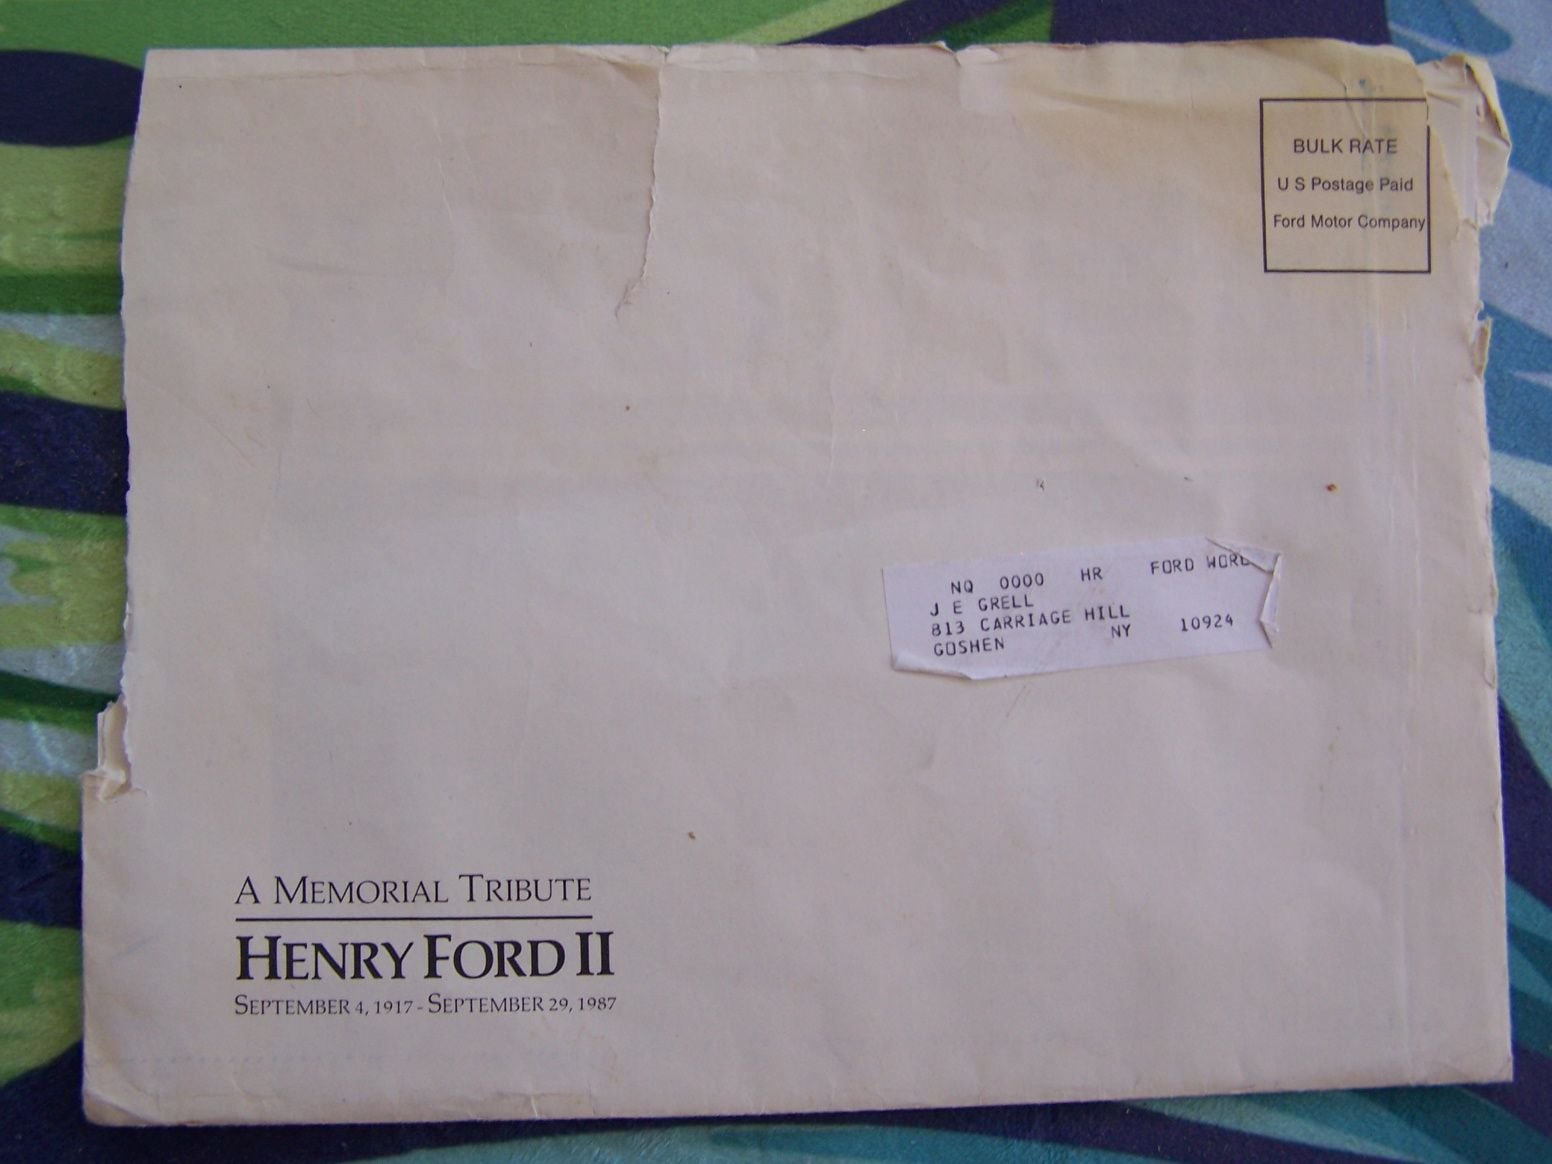 BULK RATE
U S Postage Paid
Ford Motor Company
NQ 0000 HR FORD WORL
J E GRELL
813 CARRIAGE HILL
GOSHEN NY 10924
A MEMORIAL TRIBUTE
HENRY FORD II
SEPTEMBER 4, 1917 - SEPTEMBER 29, 1987